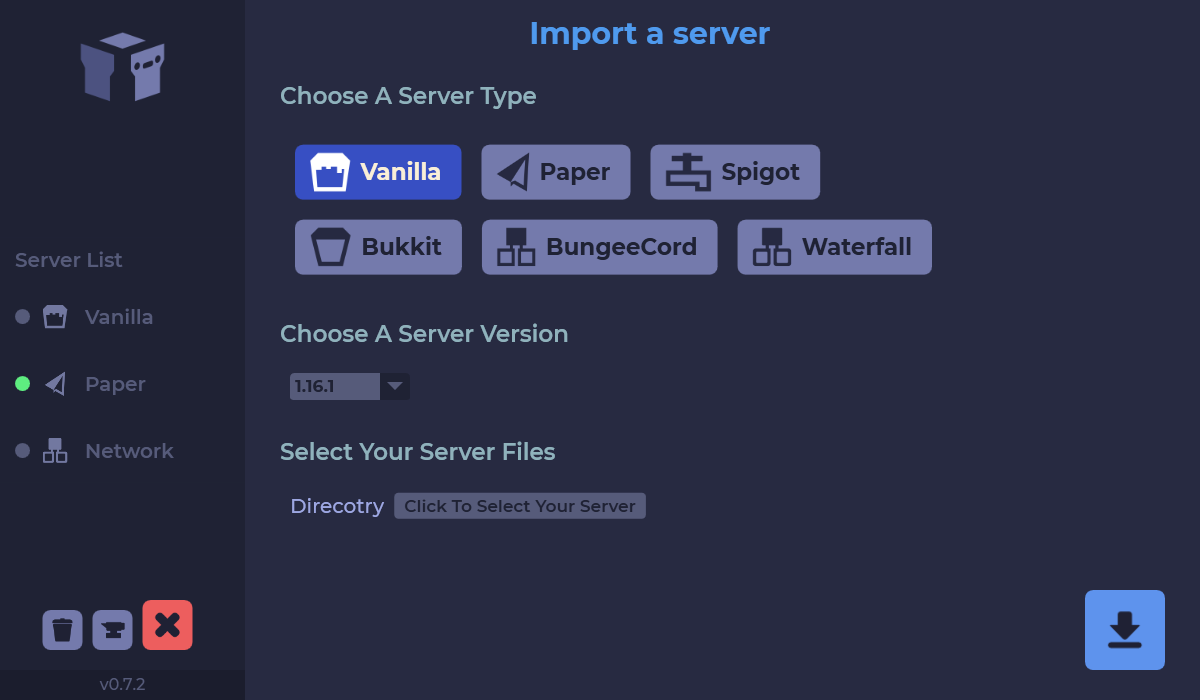 Import a server
Choose A Server Type
Vanilla
Paper
Spigot
Bukkit
BungeeCord
Waterfall
Server List
Vanilla
Paper
Network
Choose A Server Version
1.16.1
Select Your Server Files
Direcotry
Click To Select Your Server
v0.7.2